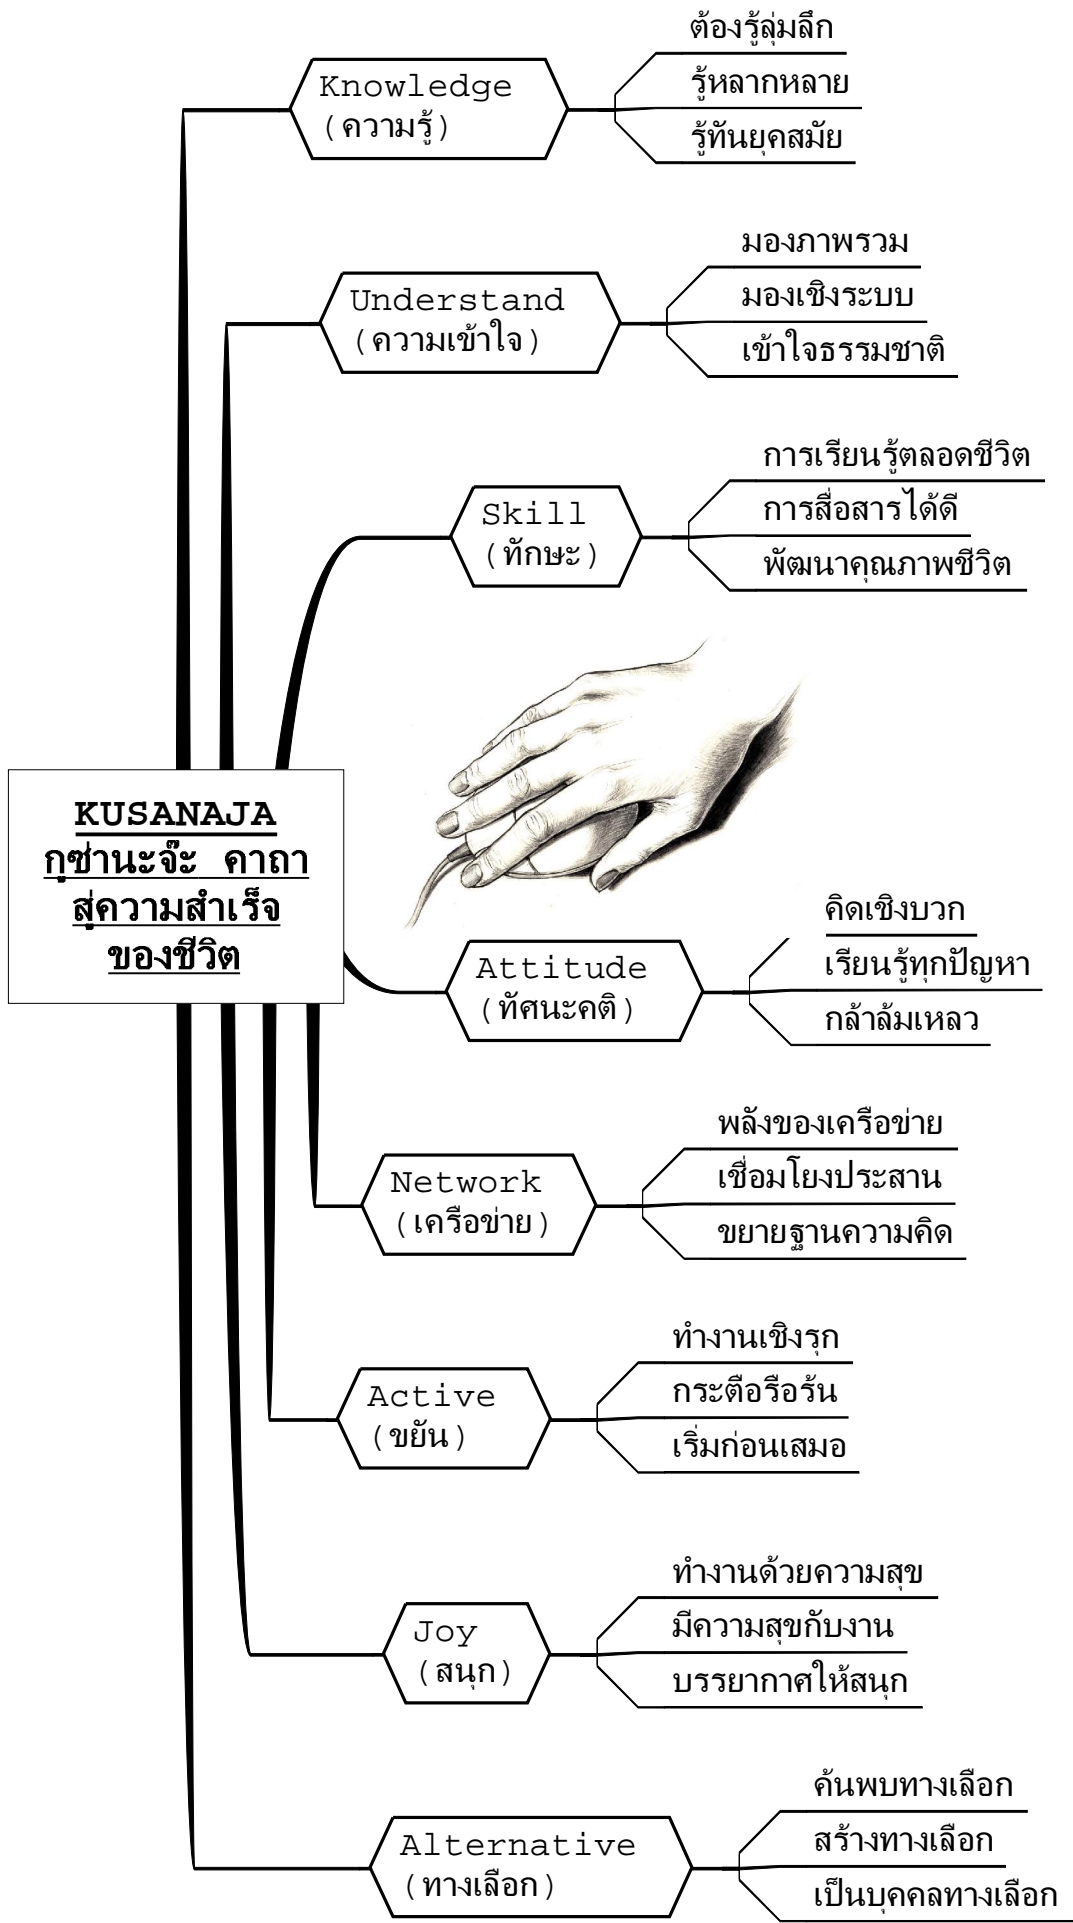 ต้องรู้ลุ่มลึก
Knowledge
(ความรู้)
รู้หลากหลาย
รู้ทันยุคสมัย
มองภาพรวม
Understand
(ความเข้าใจ)
มองเชิงระบบ
เข้าใจธรรมชาติ
การเรียนรู้ตลอดชีวิต
Skill
(ทักษะ)
การสื่อสารได้ดี
พัฒนาคุณภาพชีวิต
KUSANAJA
กูซ่านะจ๊ะ คาถา
สู่ความสำเร็จ
ของชีวิต
คิดเชิงบวก
Attitude
(ทัศนะคติ)
เรียนรู้ทุกปัญหา
กล้าล้มเหลว
พลังของเครือข่าย
Network
(เครือข่าย)
เชื่อมโยงประสาน
ขยายฐานความคิด
ทำงานเชิงรุก
Active
(ขยัน)
กระตือรือร้น
เริ่มก่อนเสมอ
ทำงานด้วยความสุข
Joy
(สนุก)
มีความสุขกับงาน
บรรยากาศให้สนุก
ค้นพบทางเลือก
Alternative
(ทางเลือก)
สร้างทางเลือก
เป็นบุคคลทางเลือก